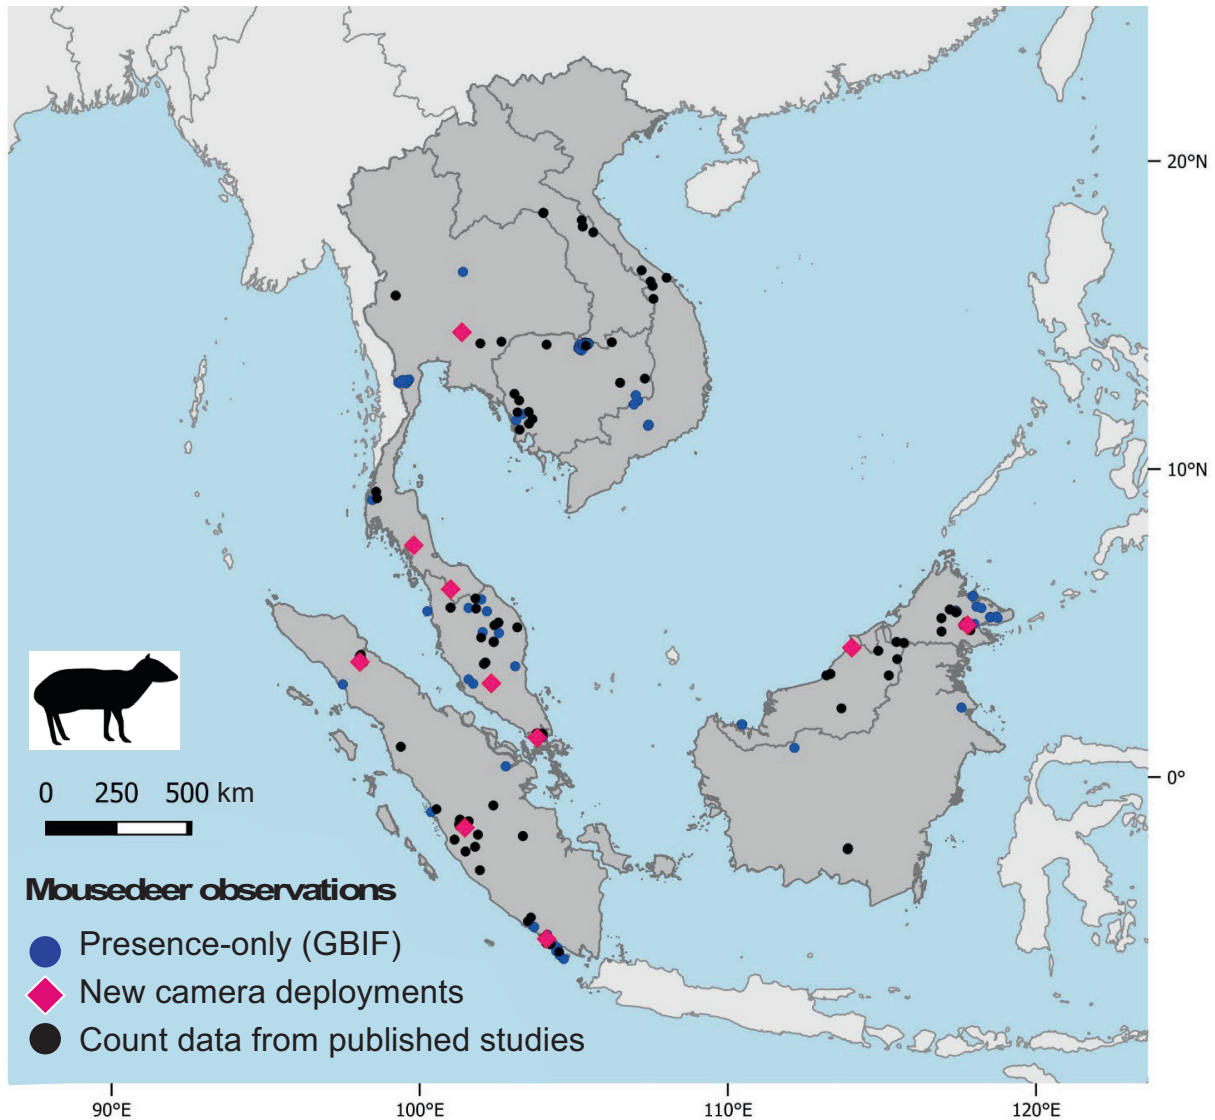 20°N
10°N
0°
0 250 500 km
Mousedeer observations
Presence-only (GBIF)
New camera deployments
Count data from published studies
90°E 100°E 110°E 120°E